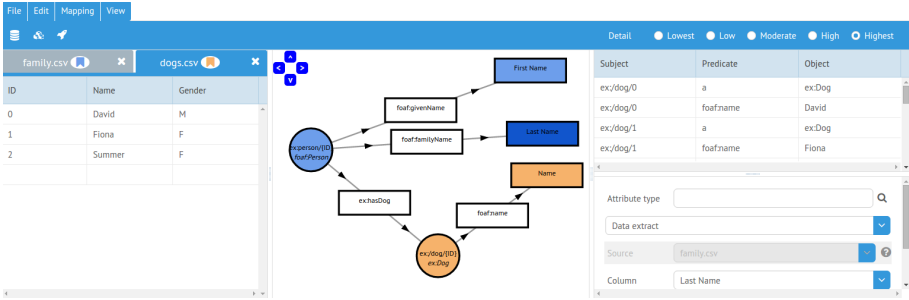 File Edit Mapping View
Detail Lowest Low Moderate High Highest
family.csv dogs.csv
ID Name Gender
0 David M
1 Fiona F
2 Summer F
First Name
foaf:givenName
Last Name
foaf:familyName
ex:person/[ID
foaf:Person
Name
ex:hasDog
foaf:name
ex:/dog/[ID]
ex:Dog
Subject Predicate Object
ex:/dog/0 a ex:Dog
ex:/dog/0 foaf:name David
ex:/dog/1 a ex:Dog
ex:/dog/1 foaf:name Fiona
Attribute type
Data extract
Source family.csv
Column Last Name